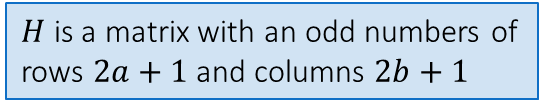 H is a matrix with an odd numbers of
rows 2a + 1 and columns 2b + 1